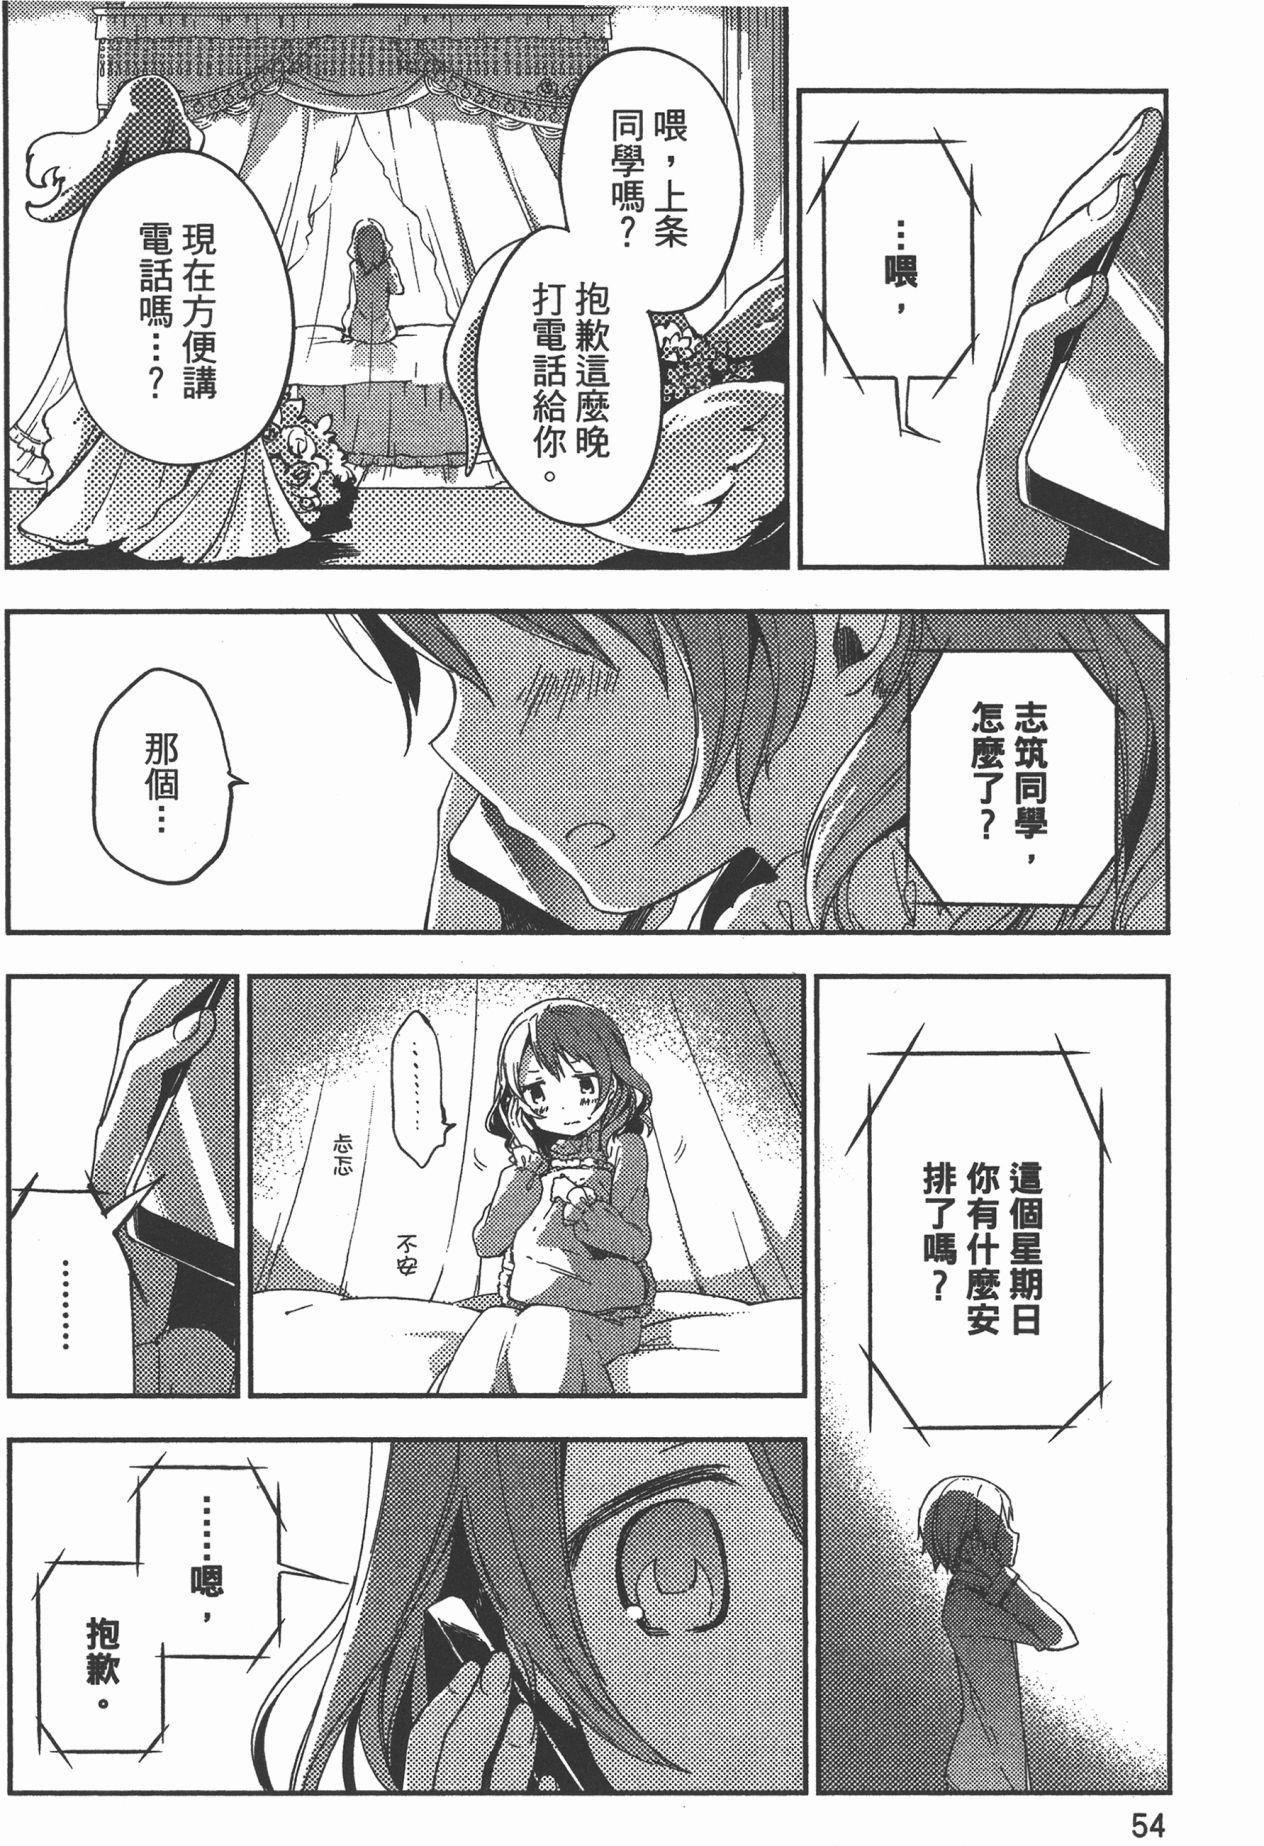 …喂，
喂，上条
同學嗎？
抱歉這麼晚
打電話給你。
現在方便講
電話嗎…？
志筑同學，
怎麼了？
那個…
這個星期日
你有什麼安
排了嗎？
………
忐忑
不安
………
……嗯，
抱歉。
54